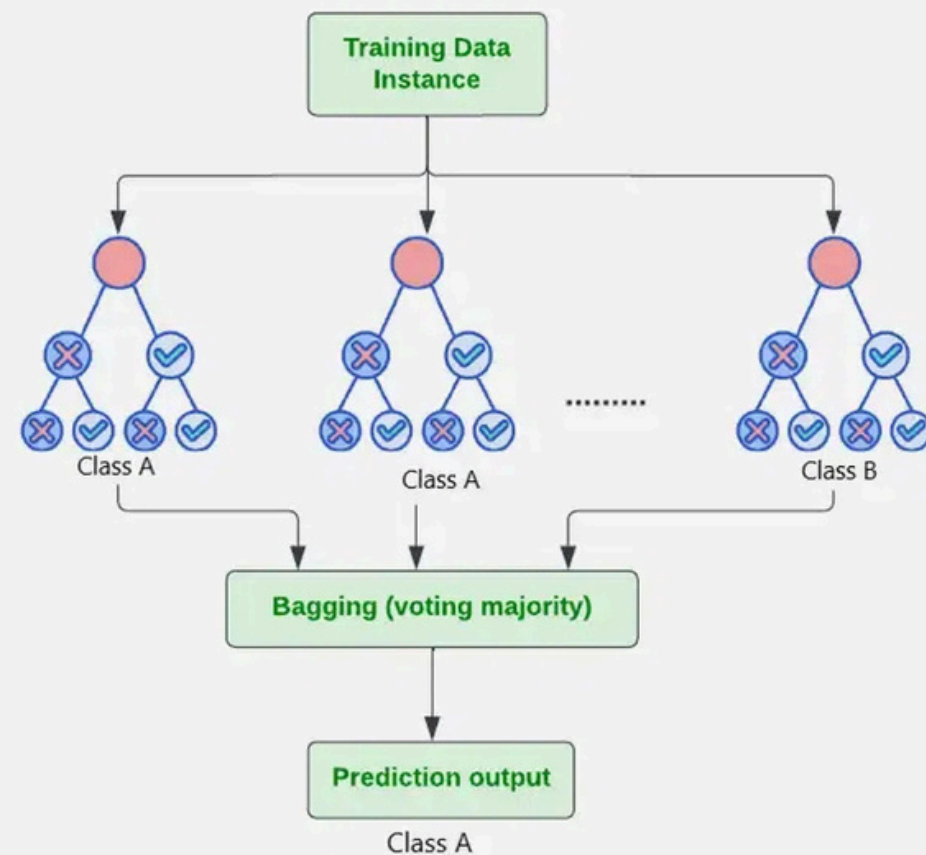 Training Data
Instance
Class A
Class A
Class B
Bagging (voting majority)
Prediction output
Class A